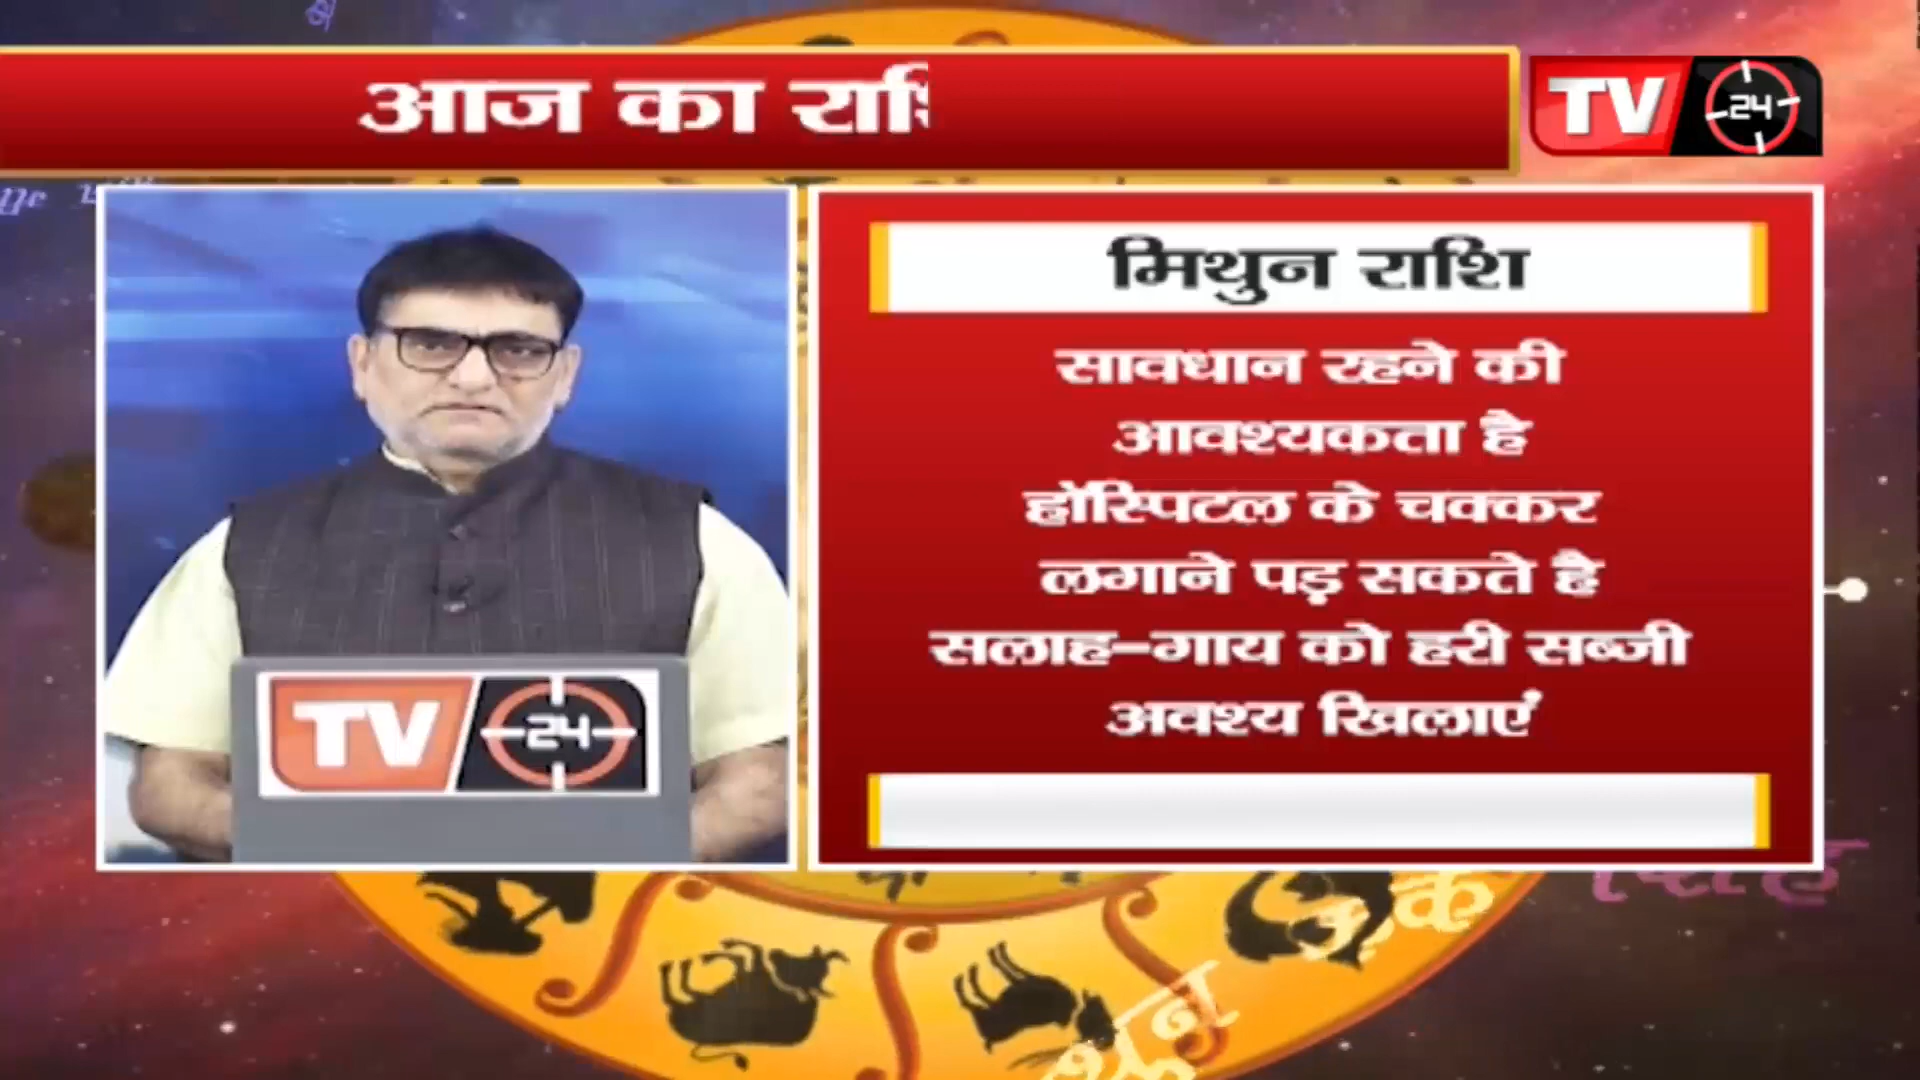 आज का
TV 24
मिथुन राशि
सावधान रहने की
आवश्यकता है
हॉस्पिटल के चक्कर
लगाने पड़ सकते है
सलाह-गाय को हरी सब्जी
अवश्य खिलाएं
TV 24